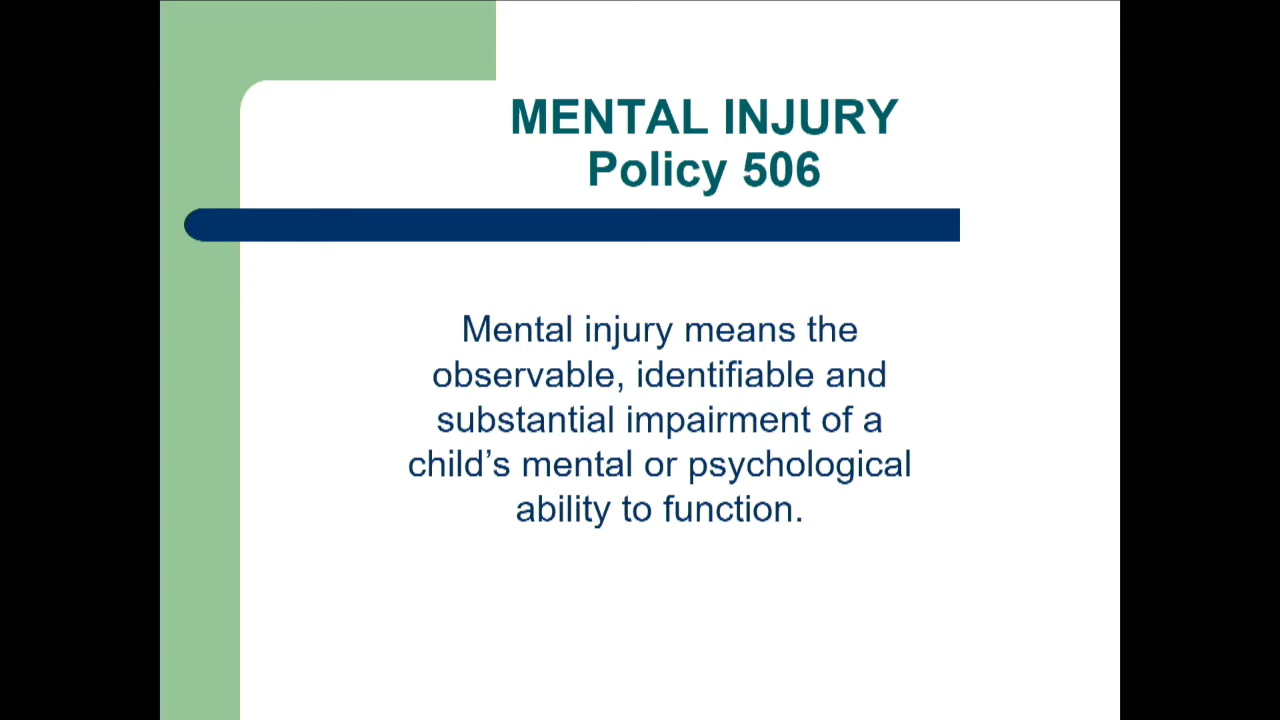 MENTAL INJURY
Policy 506
Mental injury means the
observable, identifiable and
substantial impairment of a
child’s mental or psychological
ability to function.